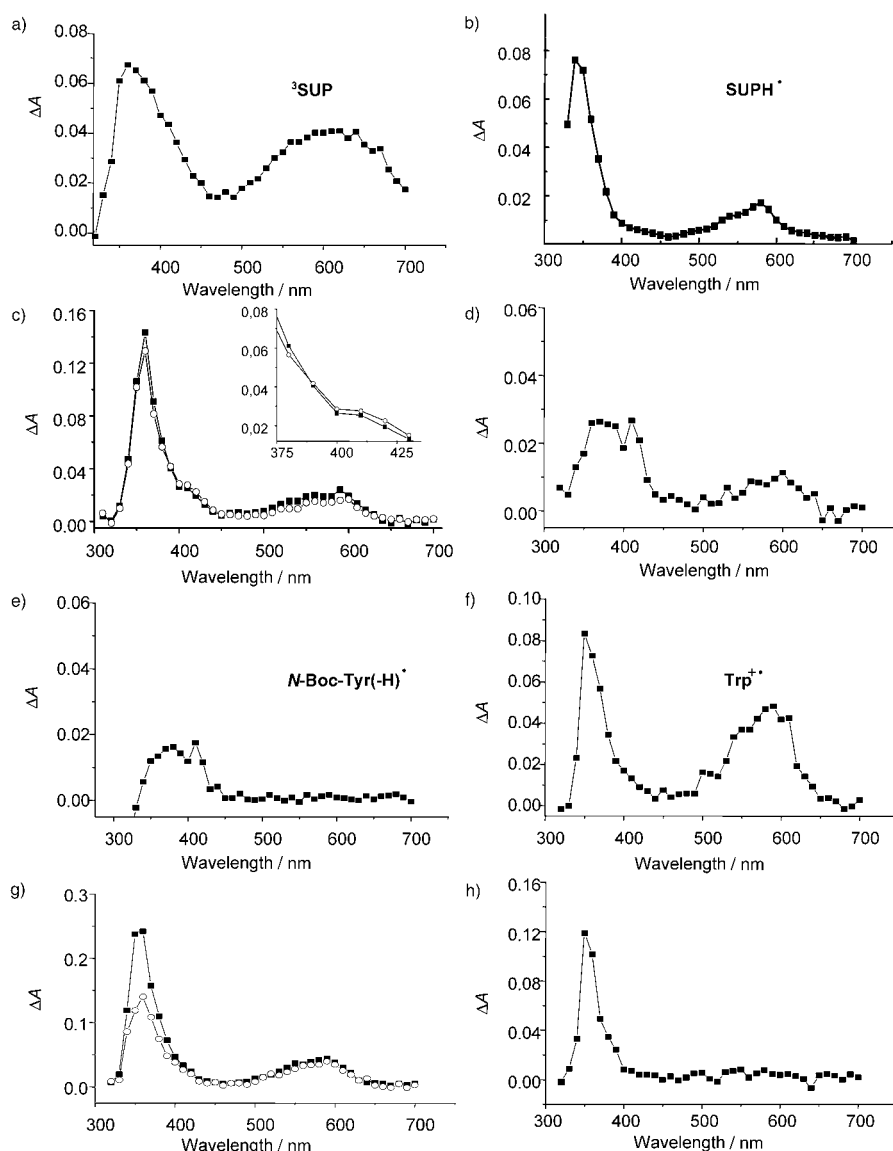 a)
0.08
0.06
0.04
0.02
0.00
ΔA
³SUP
400 500 600 700
Wavelength / nm
b)
0.08
0.04
0.00
ΔA
SUPH•
300 400 500 600 700
Wavelength / nm
c)
0.16
0.12
0.08
0.04
0.00
ΔA
0,08
0,06
0,04
0,02
375 400 425
300 400 500 600 700
Wavelength / nm
d)
0.06
0.04
0.02
0.00
ΔA
300 400 500 600 700
Wavelength / nm
e)
0.06
0.04
0.02
0.00
ΔA
N-Boc-Tyr(-H)•
300 400 500 600 700
Wavelength / nm
f)
0.10
0.08
0.06
0.04
0.02
0.00
ΔA
Trp+•
300 400 500 600 700
Wavelength / nm
g)
0.3
0.2
0.1
0.0
ΔA
300 400 500 600 700
Wavelength / nm
h)
0.16
0.12
0.08
0.04
0.00
ΔA
300 400 500 600 700
Wavelength / nm